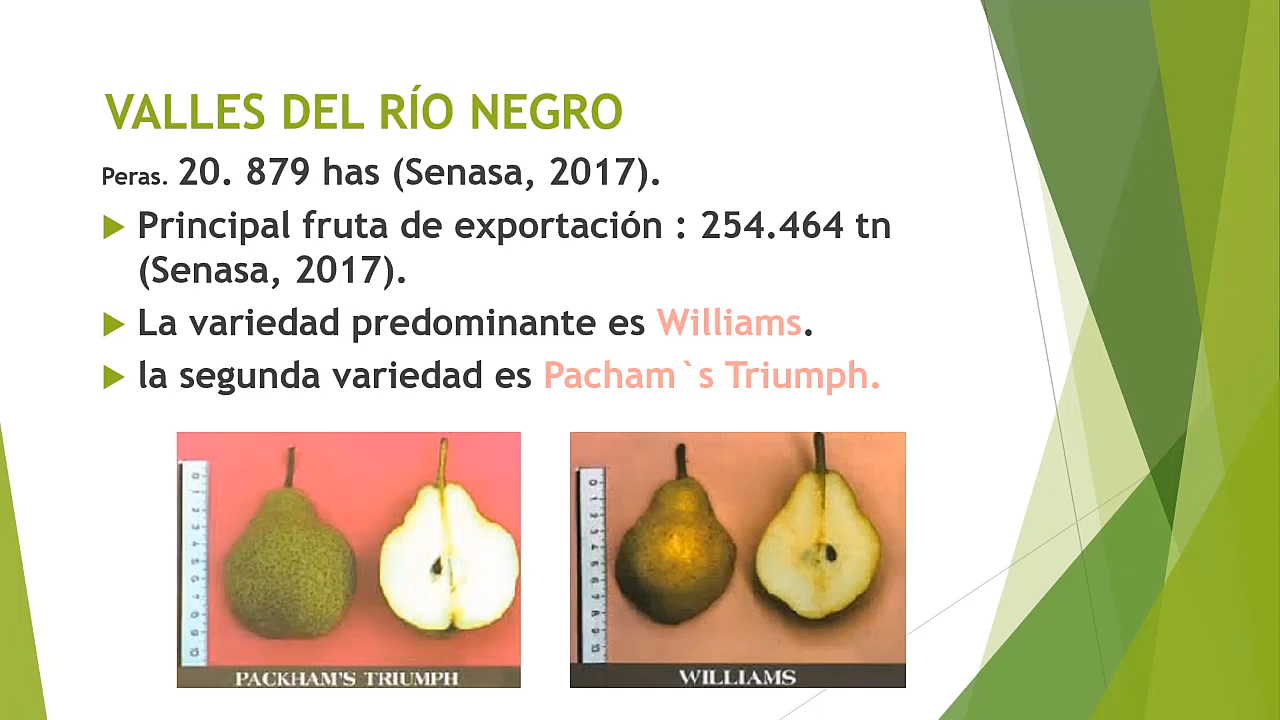 VALLES DEL RÍO NEGRO
Peras. 20. 879 has (Senasa, 2017).
Principal fruta de exportación : 254.464 tn
(Senasa, 2017).
La variedad predominante es Williams.
la segunda variedad es Pacham`s Triumph.
PACKHAM'S TRIUMPH
WILLIAMS